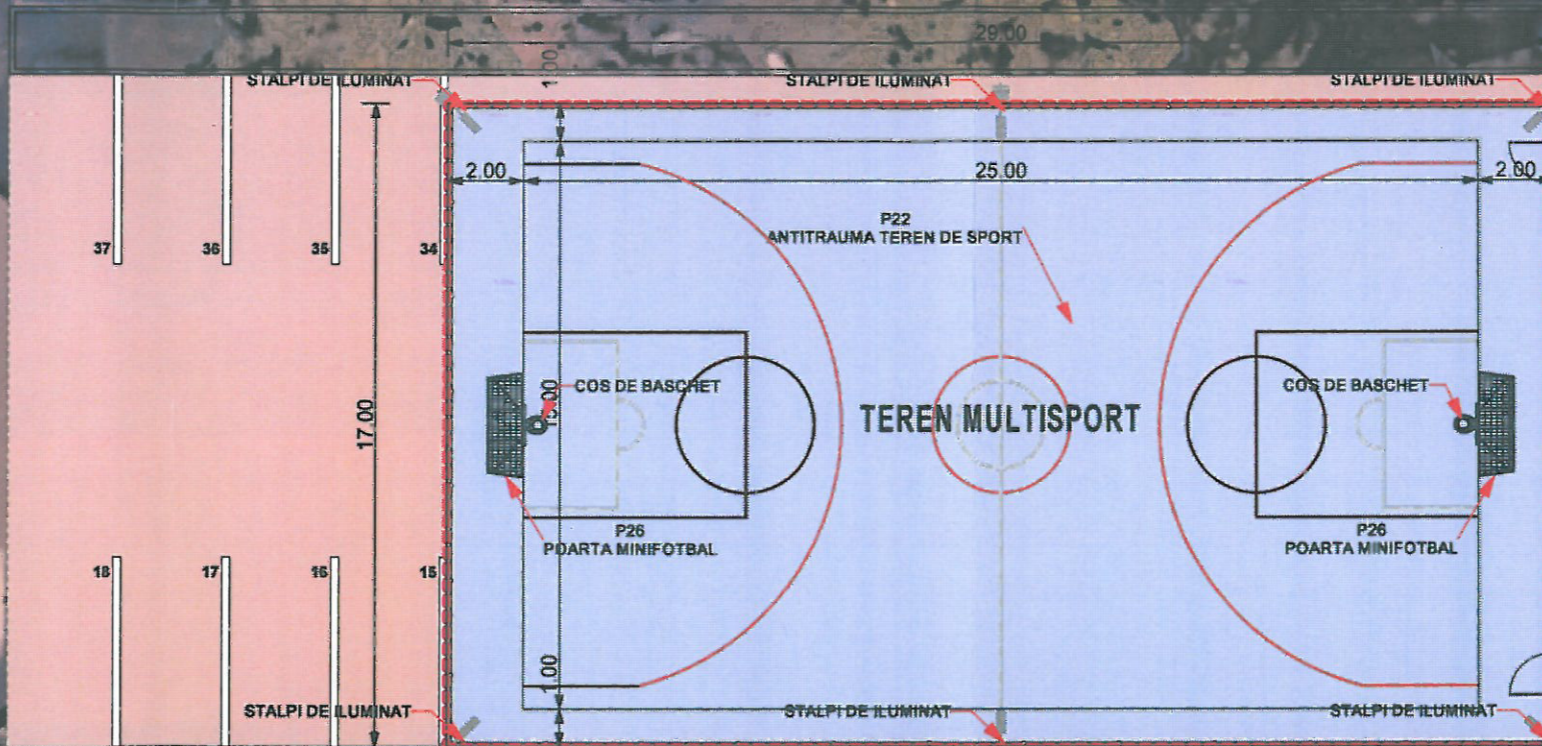 29.00
1.00
STALPI DE ILUMINAT
STALPI DE ILUMINAT
STALPI DE ILUMINAT
2.00
25.00
2.00
P22
ANTITRAUMA TEREN DE SPORT
37
36
35
34
17.00
COS DE BASCHET
15.00
TEREN MULTISPORT
COS DE BASCHET
P26
POARTA MINIFOTBAL
P26
POARTA MINIFOTBAL
18
17
16
15
1.00
STALPI DE ILUMINAT
STALPI DE ILUMINAT
STALPI DE ILUMINAT